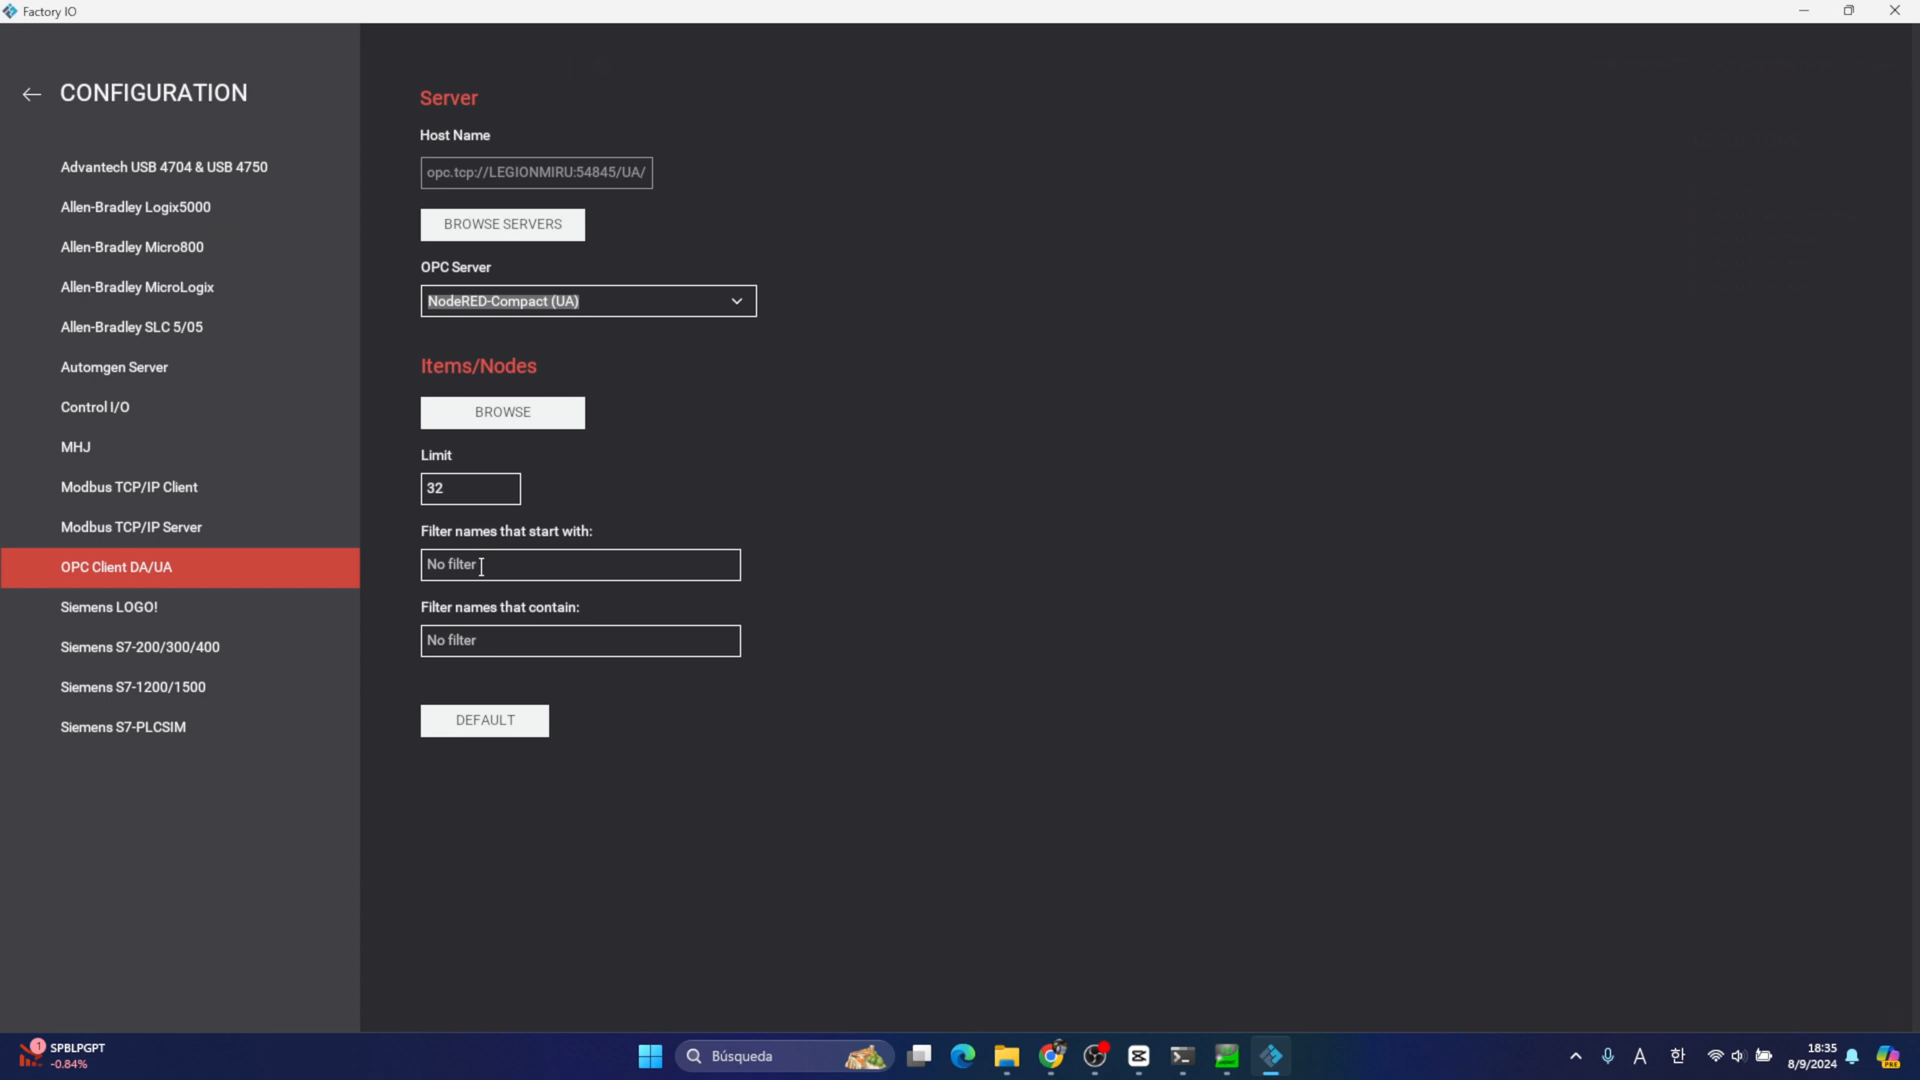 Factory IO
CONFIGURATION
Advantech USB 4704 & USB 4750
Allen-Bradley Logix5000
Allen-Bradley Micro800
Allen-Bradley MicroLogix
Allen-Bradley SLC 5/05
Automgen Server
Control I/O
MHJ
Modbus TCP/IP Client
Modbus TCP/IP Server
OPC Client DA/UA
Siemens LOGO!
Siemens S7-200/300/400
Siemens S7-1200/1500
Siemens S7-PLCSIM
Server
Host Name
opc.tcp://LEGIONMIRU:54845/UA/
BROWSE SERVERS
OPC Server
NodeRED-Compact (UA)
Items/Nodes
BROWSE
Limit
32
Filter names that start with:
No filter
Filter names that contain:
No filter
DEFAULT
1
SPBLPGPT
-0.84%
Búsqueda
A
한
18:35
8/9/2024
PRE